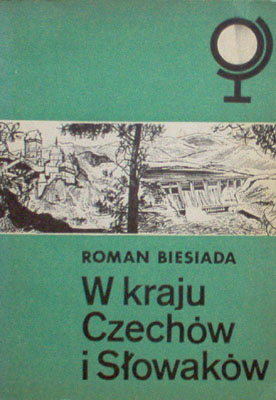 ROMAN BIESIADA
W kraju
Czechów
i Słowaków